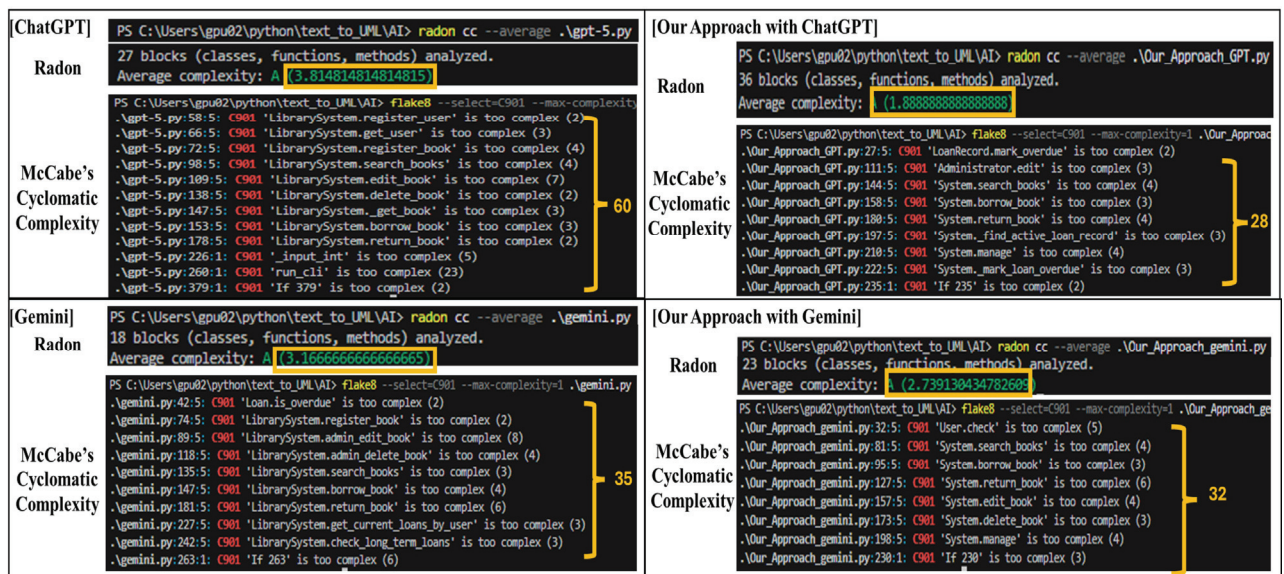 [ChatGPT]
Radon
PS C:\Users\gpu02\python\text_to_UML\AI> radon cc --average .\gpt-5.py
27 blocks (classes, functions, methods) analyzed.
Average complexity: A (3.814814814814815)
McCabe's
Cyclomatic
Complexity
PS C:\Users\gpu02\python\text_to_UML\AI> flake8 --select=C901 --max-complexity
.\gpt-5.py:58:5: C901 'LibrarySystem.register_user' is too complex (2)
.\gpt-5.py:66:5: C901 'LibrarySystem.get_user' is too complex (3)
.\gpt-5.py:72:5: C901 'LibrarySystem.register_book' is too complex (4)
.\gpt-5.py:98:5: C901 'LibrarySystem.search_books' is too complex (4)
.\gpt-5.py:109:5: C901 'LibrarySystem.edit_book' is too complex (7)
.\gpt-5.py:138:5: C901 'LibrarySystem.delete_book' is too complex (2)
.\gpt-5.py:147:5: C901 'LibrarySystem._get_book' is too complex (3)
.\gpt-5.py:153:5: C901 'LibrarySystem.borrow_book' is too complex (3)
.\gpt-5.py:178:5: C901 'LibrarySystem.return_book' is too complex (2)
.\gpt-5.py:226:1: C901 '_input_int' is too complex (5)
.\gpt-5.py:260:1: C901 'run_cli' is too complex (23)
.\gpt-5.py:379:1: C901 'If 379' is too complex (2)
60
[Our Approach with ChatGPT]
Radon
PS C:\Users\gpu02\python\text_to_UML\AI> radon cc --average .\Our_Approach_GPT.py
36 blocks (classes, functions, methods) analyzed.
Average complexity: A (1.8888888888888888)
McCabe's
Cyclomatic
Complexity
PS C:\Users\gpu02\python\text_to_UML\AI> flake8 --select=C901 --max-complexity=1 .\Our_Approac
.\Our_Approach_GPT.py:27:5: C901 'LoanRecord.mark_overdue' is too complex (2)
.\Our_Approach_GPT.py:111:5: C901 'Administrator.edit' is too complex (3)
.\Our_Approach_GPT.py:144:5: C901 'System.search_books' is too complex (4)
.\Our_Approach_GPT.py:158:5: C901 'System.borrow_book' is too complex (3)
.\Our_Approach_GPT.py:180:5: C901 'System.return_book' is too complex (4)
.\Our_Approach_GPT.py:197:5: C901 'System._find_active_loan_record' is too complex (3)
.\Our_Approach_GPT.py:210:5: C901 'System.manage' is too complex (4)
.\Our_Approach_GPT.py:222:5: C901 'System._mark_loan_overdue' is too complex (3)
.\Our_Approach_GPT.py:235:1: C901 'If 235' is too complex (2)
28
[Gemini]
Radon
PS C:\Users\gpu02\python\text_to_UML\AI> radon cc --average .\gemini.py
18 blocks (classes, functions, methods) analyzed.
Average complexity: A (3.1666666666666665)
McCabe's
Cyclomatic
Complexity
PS C:\Users\gpu02\python\text_to_UML\AI> flake8 --select=C901 --max-complexity=1 .\gemini.py
.\gemini.py:42:5: C901 'Loan.is_overdue' is too complex (2)
.\gemini.py:74:5: C901 'LibrarySystem.register_book' is too complex (2)
.\gemini.py:89:5: C901 'LibrarySystem.admin_edit_book' is too complex (8)
.\gemini.py:118:5: C901 'LibrarySystem.admin_delete_book' is too complex (4)
.\gemini.py:135:5: C901 'LibrarySystem.search_books' is too complex (3)
.\gemini.py:147:5: C901 'LibrarySystem.borrow_book' is too complex (4)
.\gemini.py:181:5: C901 'LibrarySystem.return_book' is too complex (6)
.\gemini.py:227:5: C901 'LibrarySystem.get_current_loans_by_user' is too complex (3)
.\gemini.py:242:5: C901 'LibrarySystem.check_long_term_loans' is too complex (3)
.\gemini.py:263:1: C901 'If 263' is too complex (6)
35
[Our Approach with Gemini]
Radon
PS C:\Users\gpu02\python\text_to_UML\AI> radon cc --average .\Our_Approach_gemini.py
23 blocks (classes, functions, methods) analyzed.
Average complexity: A (2.739130434782609)
McCabe's
Cyclomatic
Complexity
PS C:\Users\gpu02\python\text_to_UML\AI> flake8 --select=C901 --max-complexity=1 .\Our_Approach_ge
.\Our_Approach_gemini.py:32:5: C901 'User.check' is too complex (5)
.\Our_Approach_gemini.py:81:5: C901 'System.search_books' is too complex (4)
.\Our_Approach_gemini.py:95:5: C901 'System.borrow_book' is too complex (3)
.\Our_Approach_gemini.py:127:5: C901 'System.return_book' is too complex (6)
.\Our_Approach_gemini.py:157:5: C901 'System.edit_book' is too complex (4)
.\Our_Approach_gemini.py:173:5: C901 'System.delete_book' is too complex (3)
.\Our_Approach_gemini.py:198:5: C901 'System.manage' is too complex (4)
.\Our_Approach_gemini.py:230:1: C901 'If 230' is too complex (3)
32